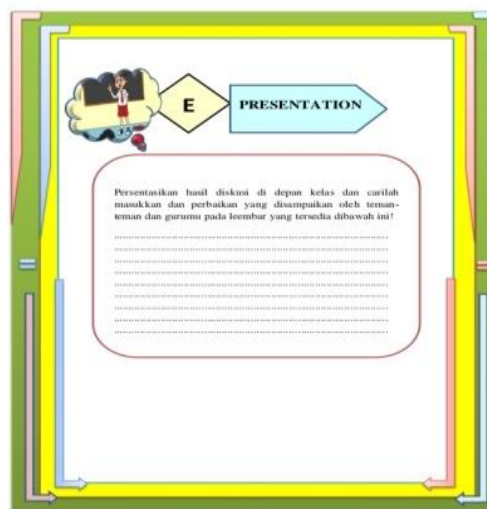 E
PRESENTATION
Persentasikan hasil diskusi di depan kelas dan carilah
masukkan dan perbaikan yang disampaikan oleh teman-
teman dan gurumu pada leembar yang tersedia dibawah ini!